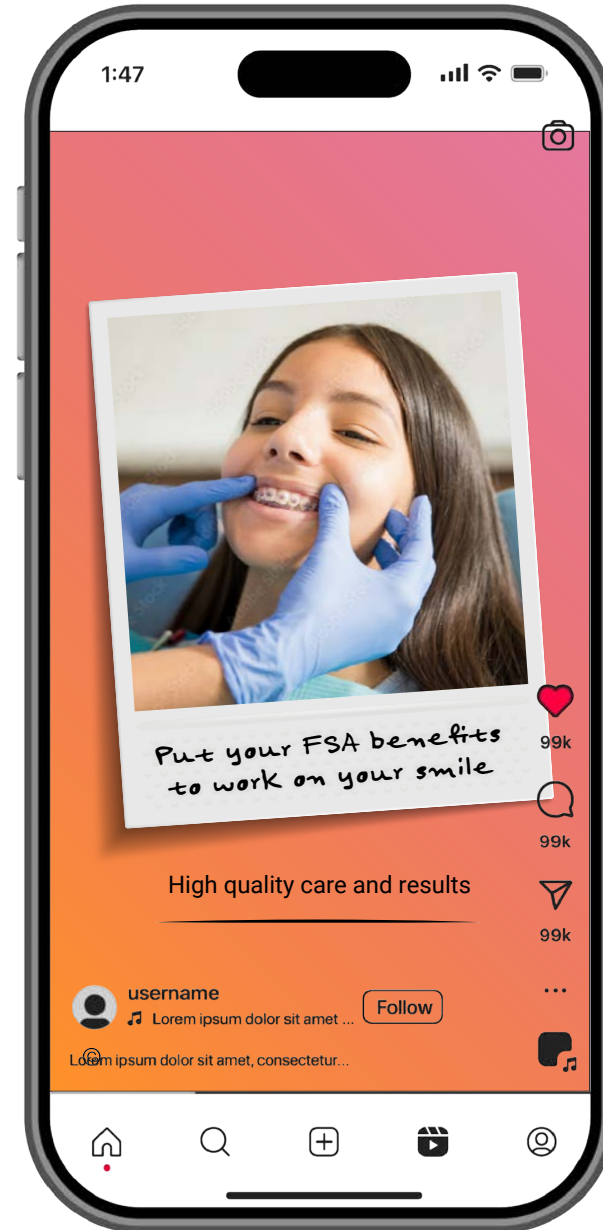 1:47
Put your FSA benefits
to work on your smile
99k
99k
High quality care and results
99k
username
Lorem ipsum dolor sit amet ...
Follow
©
Lorem ipsum dolor sit amet, consectetur...